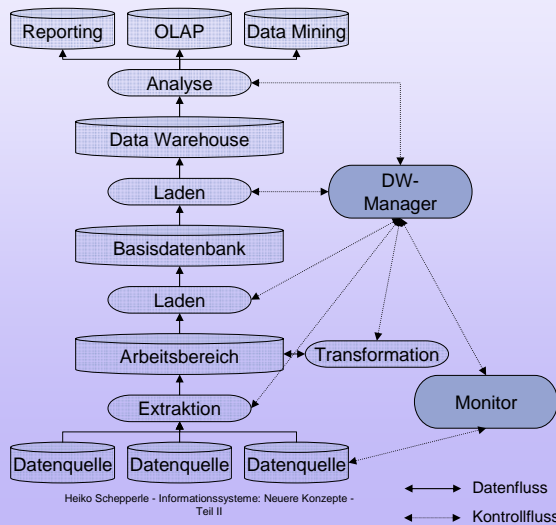 Reporting
OLAP
Data Mining
Analyse
Data Warehouse
Laden
DW-
Manager
Basisdatenbank
Laden
Arbeitsbereich
Transformation
Extraktion
Monitor
Datenquelle
Datenquelle
Datenquelle
Heiko Schepperle - Informationssysteme: Neuere Konzepte -
Teil II
Datenfluss
Kontrollfluss